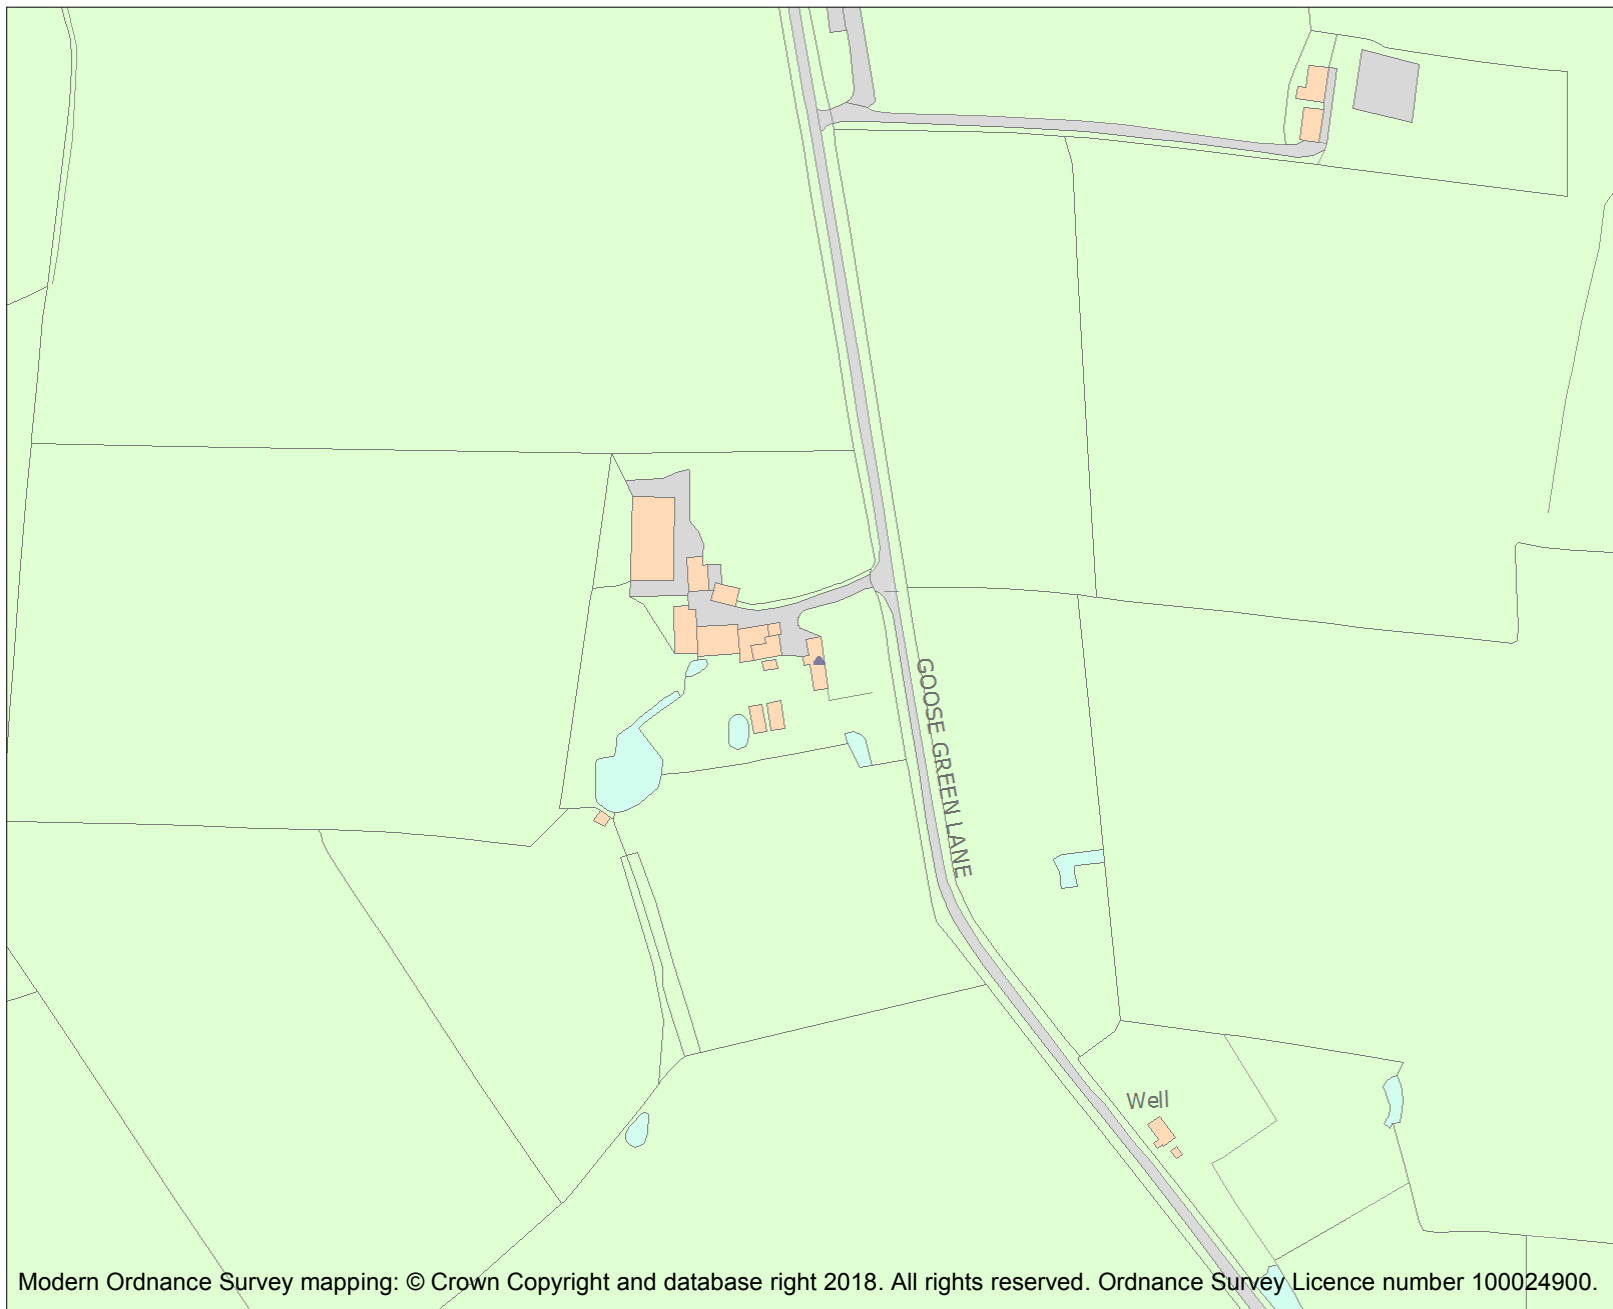 GOOSE GREEN LANE
Well
Modern Ordnance Survey mapping: © Crown Copyright and database right 2018. All rights reserved. Ordnance Survey Licence number 100024900.